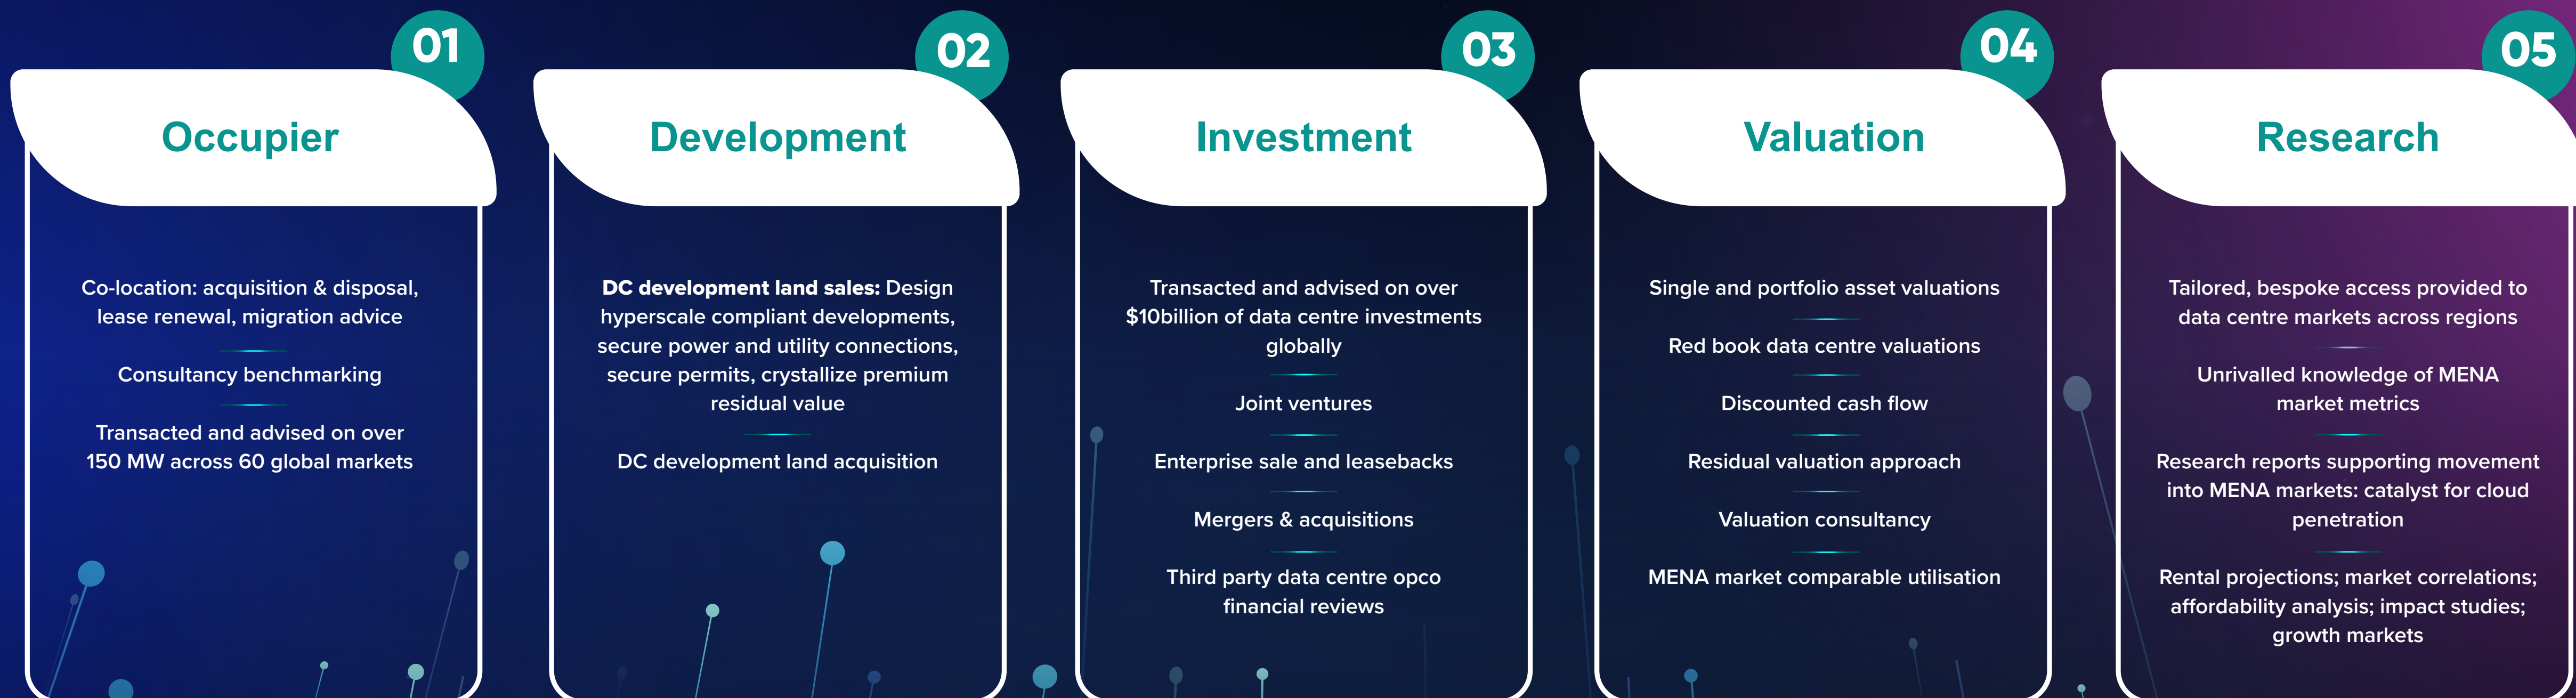 01
Occupier
Co-location: acquisition & disposal,
lease renewal, migration advice
Consultancy benchmarking
Transacted and advised on over
150 MW across 60 global markets
02
Development
DC development land sales: Design
hyperscale compliant developments,
secure power and utility connections,
secure permits, crystallize premium
residual value
DC development land acquisition
03
Investment
Transacted and advised on over
$10billion of data centre investments
globally
Joint ventures
Enterprise sale and leasebacks
Mergers & acquisitions
Third party data centre opco
financial reviews
04
Valuation
Single and portfolio asset valuations
Red book data centre valuations
Discounted cash flow
Residual valuation approach
Valuation consultancy
MENA market comparable utilisation
05
Research
Tailored, bespoke access provided to
data centre markets across regions
Unrivalled knowledge of MENA
market metrics
Research reports supporting movement
into MENA markets: catalyst for cloud
penetration
Rental projections; market correlations;
affordability analysis; impact studies;
growth markets